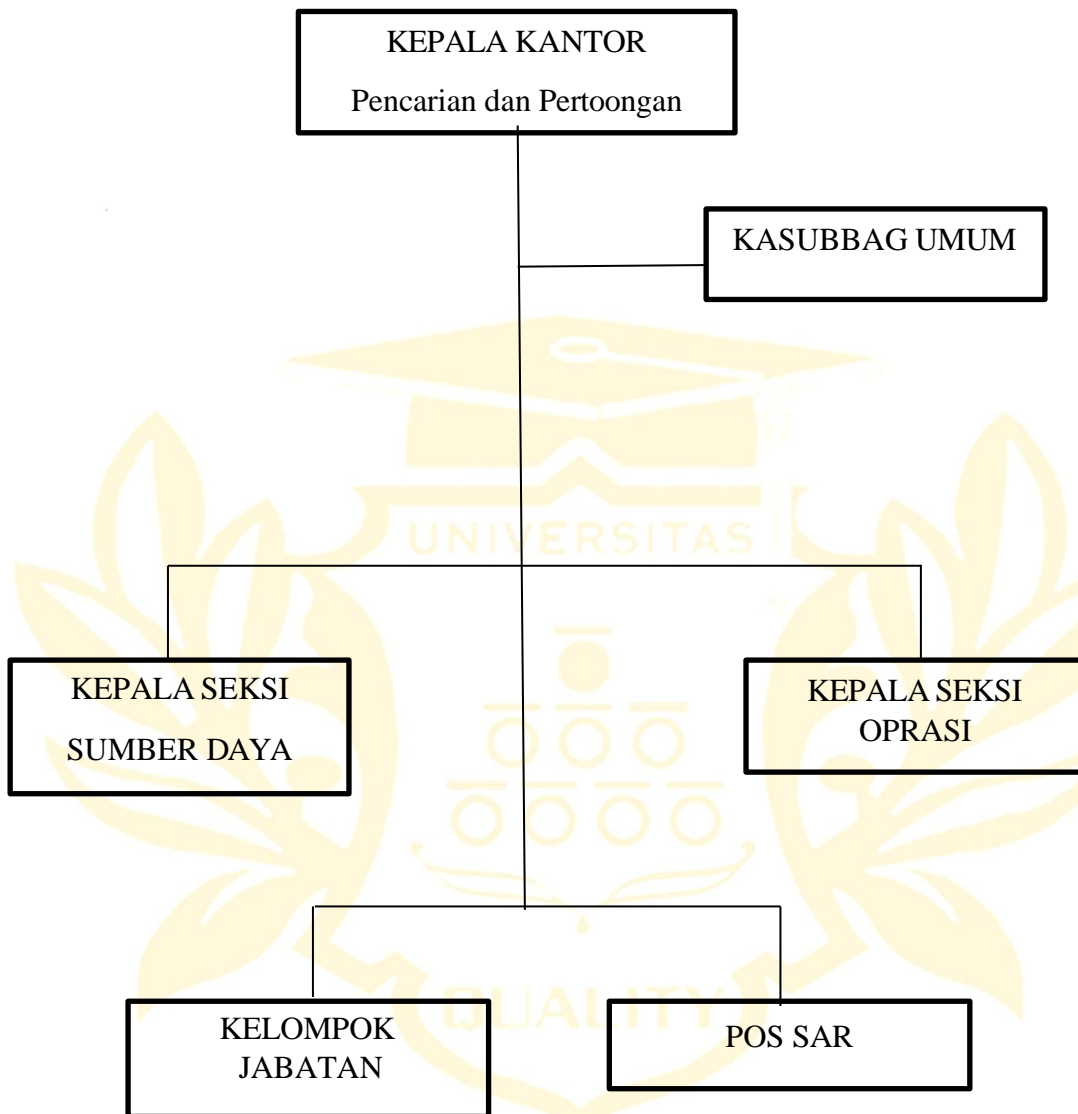 KEPALA KANTOR
Pencarian dan Pertoongan
KASUBBAG UMUM
UNIVERSITAS
KEPALA SEKSI
SUMBER DAYA
KEPALA SEKSI
OPRASI
QUALITY
KELOMPOK
JABATAN
POS SAR